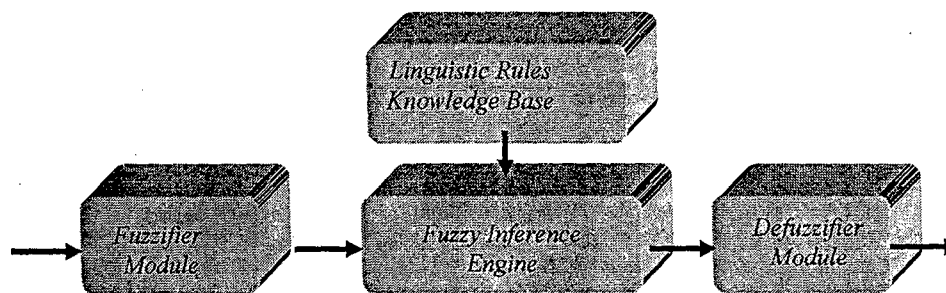 Linguistic Rules
Knowledge Base
Fuzzifier
Module
Fuzzy Inference
Engine
Defuzzifier
Module